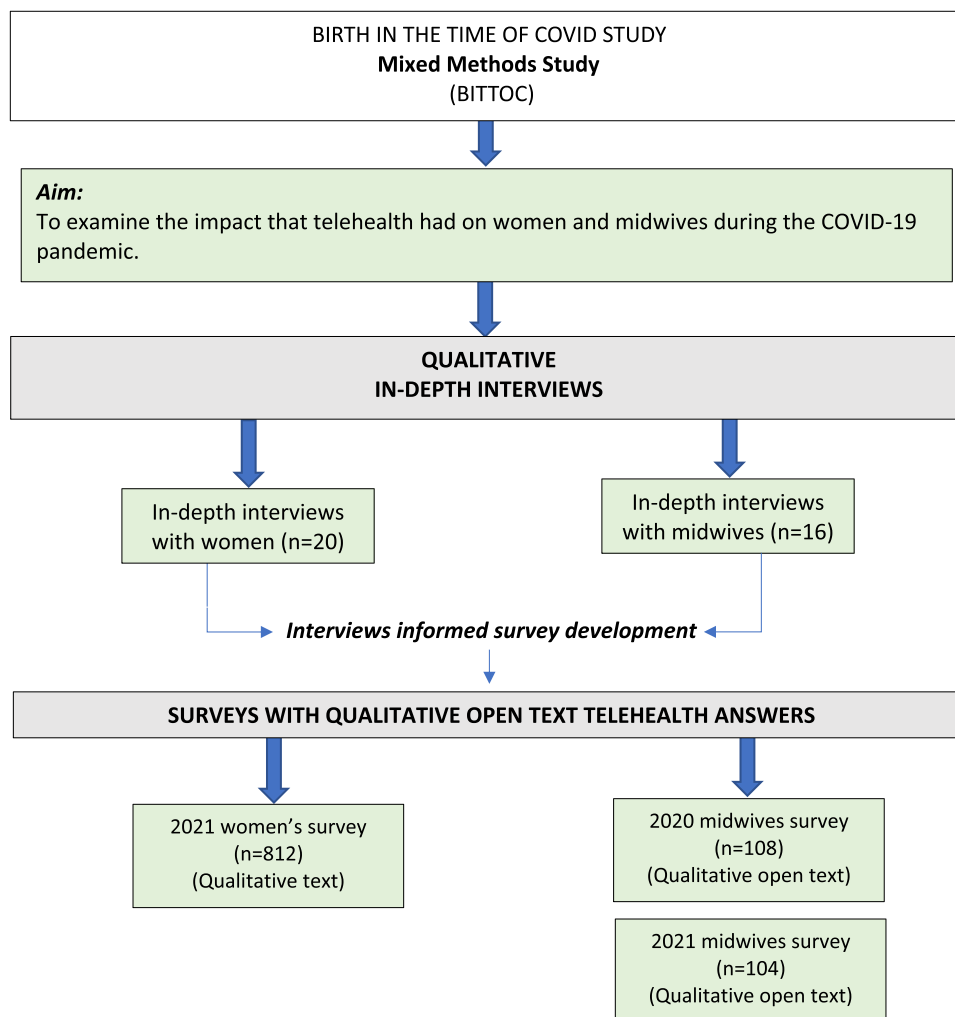 BIRTH IN THE TIME OF COVID STUDY
Mixed Methods Study
(BITTOC)
Aim:
To examine the impact that telehealth had on women and midwives during the COVID-19
pandemic.
QUALITATIVE
IN-DEPTH INTERVIEWS
In-depth interviews
with women (n=20)
In-depth interviews
with midwives (n=16)
Interviews informed survey development
SURVEYS WITH QUALITATIVE OPEN TEXT TELEHEALTH ANSWERS
2021 women’s survey
(n=812)
(Qualitative text)
2020 midwives survey
(n=108)
(Qualitative open text)
2021 midwives survey
(n=104)
(Qualitative open text)